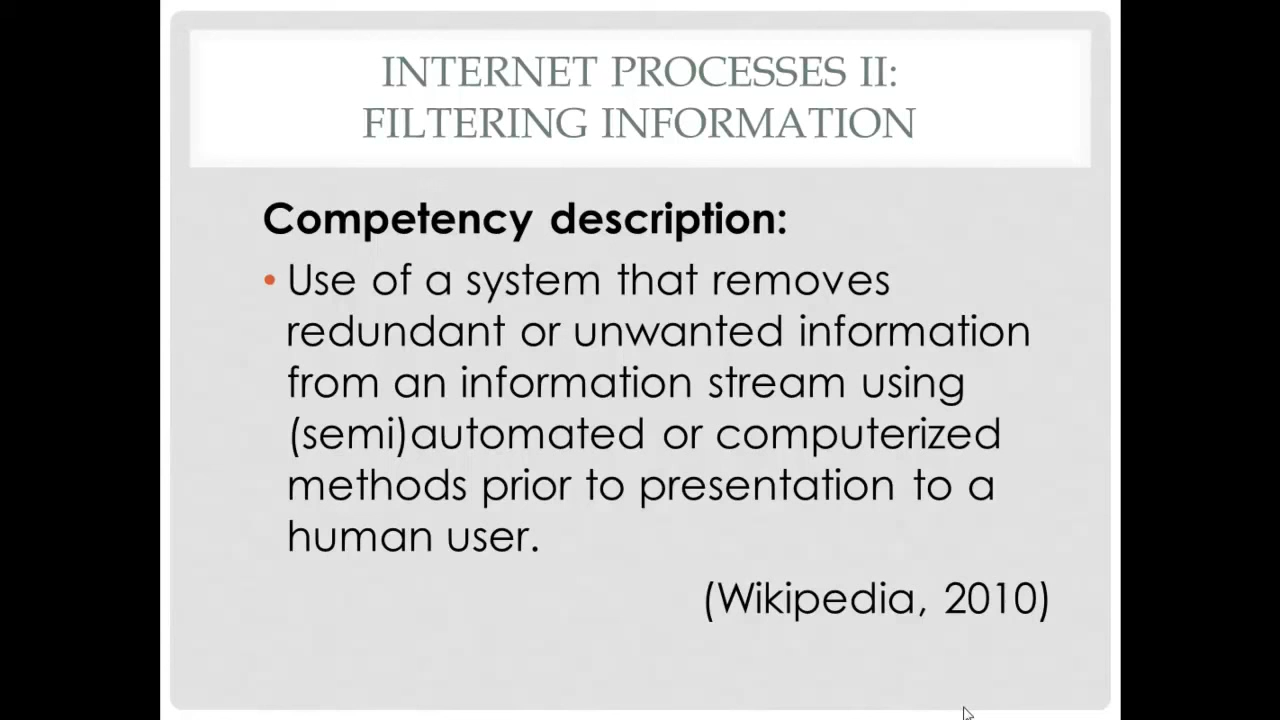 INTERNET PROCESSES II:
FILTERING INFORMATION
Competency description:
• Use of a system that removes
redundant or unwanted information
from an information stream using
(semi)automated or computerized
methods prior to presentation to a
human user.
(Wikipedia, 2010)